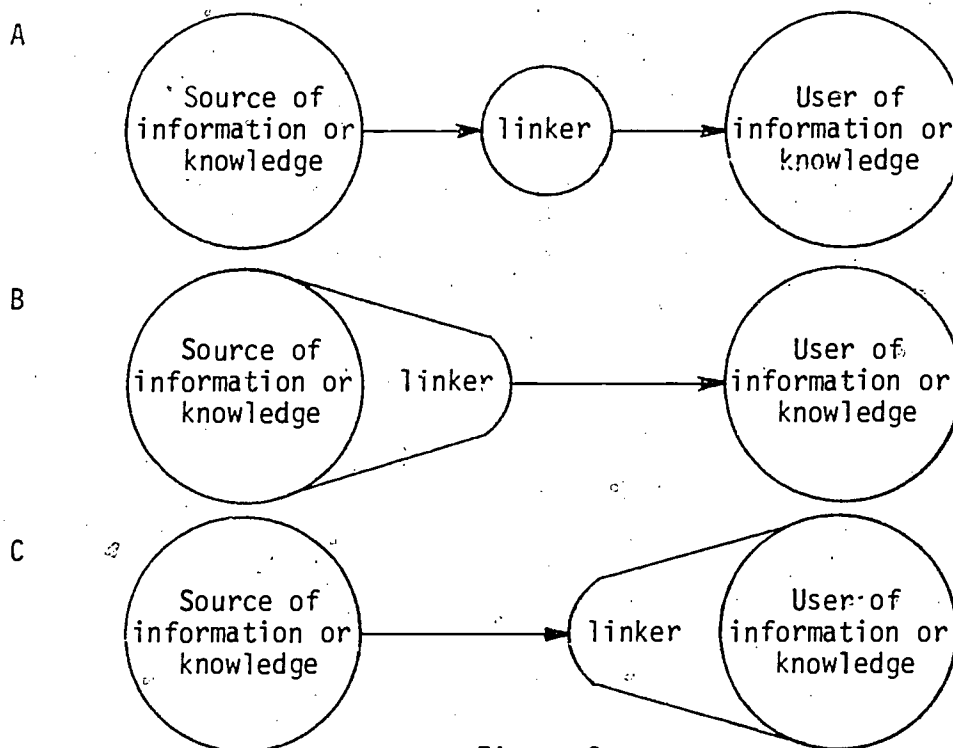 A
Source of
information or
knowledge
linker
User of
information or
knowledge
B
Source of
information or
knowledge
linker
User of
information or
knowledge
C
Source of
information or
knowledge
linker
User of
information or
knowledge